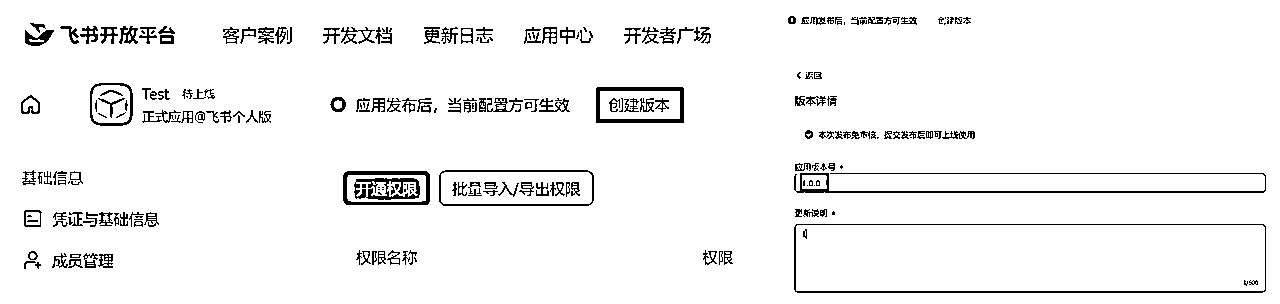 飞书开放平台 客户案例 开发文档 更新日志 应用中心 开发者广场
Test 待上线
正式应用@飞书个人版
应用发布后，当前配置方可生效 创建版本
基础信息
开通权限 批量导入/导出权限
凭证与基础信息
成员管理
权限名称 权限
应用发布后，当前配置方可生效 创建版本
返回
版本详情
本次发布免审核，提交发布后即可上线使用
应用版本号 *
1.0.0
更新说明 *